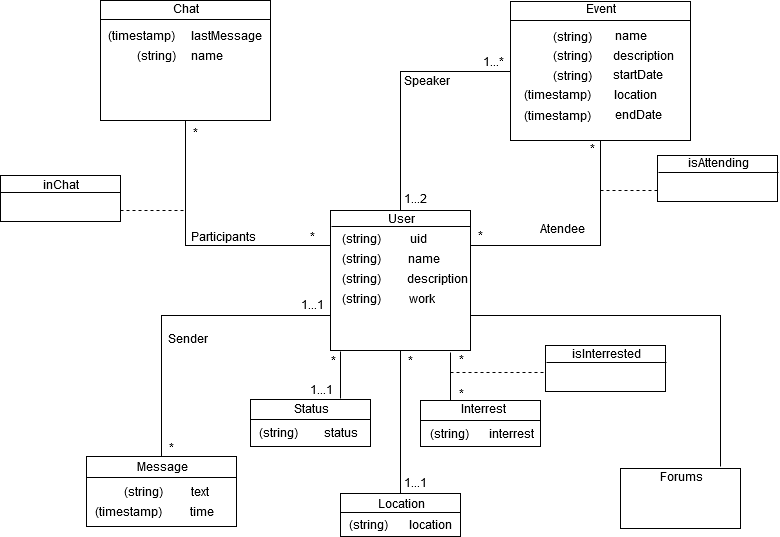 Chat
(timestamp) lastMessage
(string) name
Event
(string) name
(string) description
(string) startDate
(timestamp) location
(timestamp) endDate
1...*
Speaker
*
*
isAttending
inChat
1...2
User
(string) uid
(string) name
(string) description
(string) work
Participants
*
*
Atendee
1...1
Sender
*
*
*
isInterrested
1...1
*
Status
(string) status
Interrest
(string) interrest
*
Message
(string) text
(timestamp) time
1...1
Location
(string) location
Forums